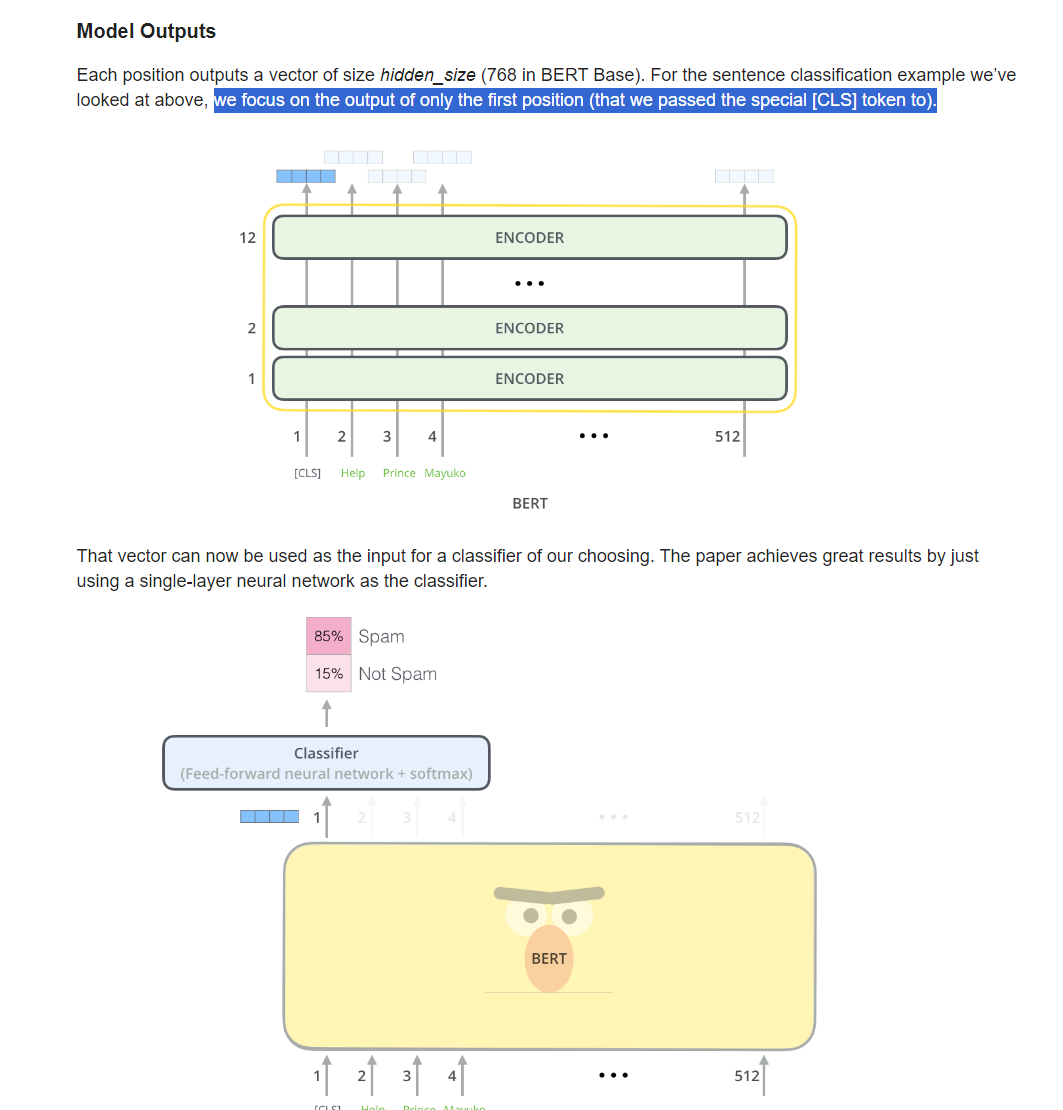 Model Outputs
Each position outputs a vector of size hidden_size (768 in BERT Base). For the sentence classification example we've
looked at above, we focus on the output of only the first position (that we passed the special [CLS] token to).
12
ENCODER
•••
2
ENCODER
1
ENCODER
1 2 3 4 ••• 512
[CLS] Help Prince Mayuko
BERT
That vector can now be used as the input for a classifier of our choosing. The paper achieves great results by just
using a single-layer neural network as the classifier.
85% Spam
15% Not Spam
Classifier
(Feed-forward neural network + softmax)
1 2 3 4 ••• 512
BERT
1 2 3 4 ••• 512
[CLS] Help Prince Mayuko